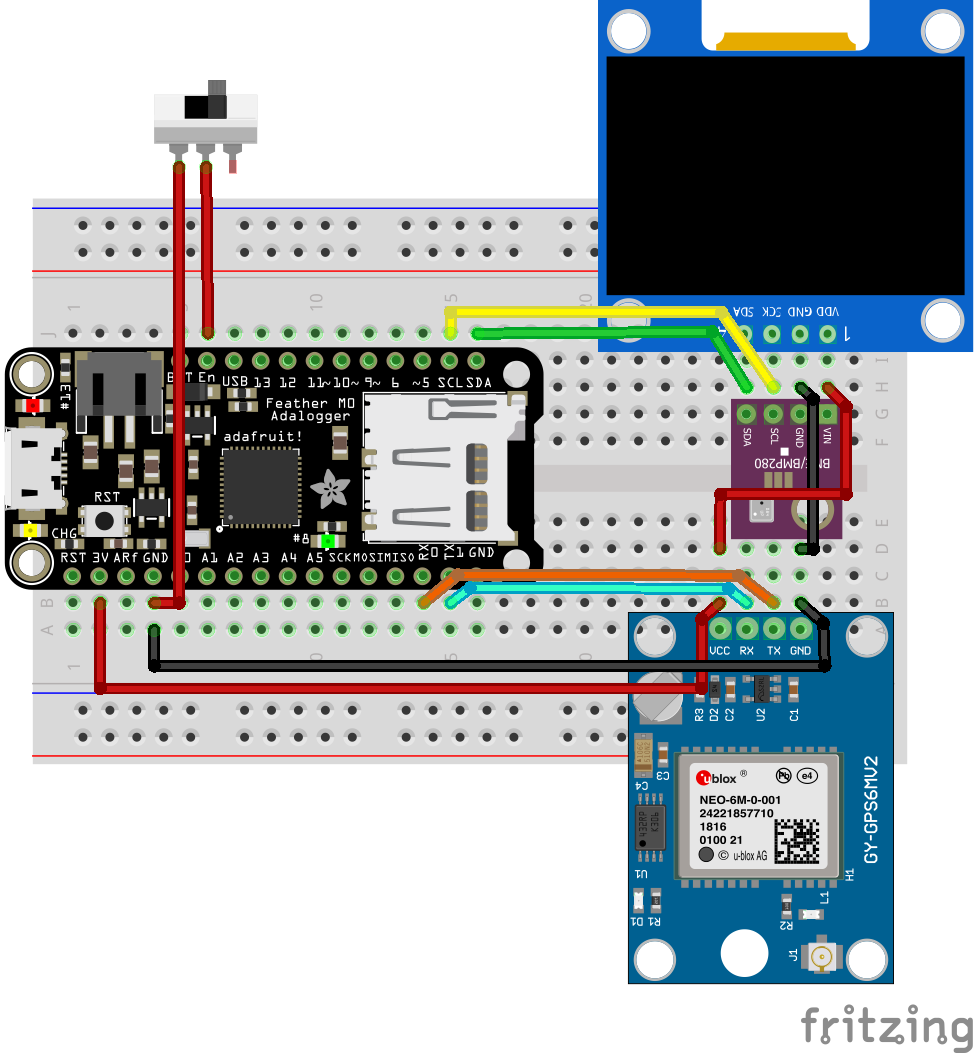 SDA SCK GND VDD
1
1
10
5
20
J
I
H
G
F
BAT En USB 13 12 11~ 10~ 9~ 6 ~5 SCL SDA
#13
Feather M0
Adalogger
adafruit!
SDA SCL GND VIN
BME/BMP280
RST
CHG
#8
RST 3V ARf GND A0 A1 A2 A3 A4 A5 SCK MOSI MISO RX0 TX1 GND
E
D
C
B
A
B
A
1
VCC RX TX GND
R3 D2 C2 U2 C1
C3
C4
ublox ®
Pb
e4
NEO-6M-0-001
24221857710
1816
0100 21
© u-blox AG
GY-GPS6MV2
U1
H1
L1
D1 R1
R2
J1
fritzing